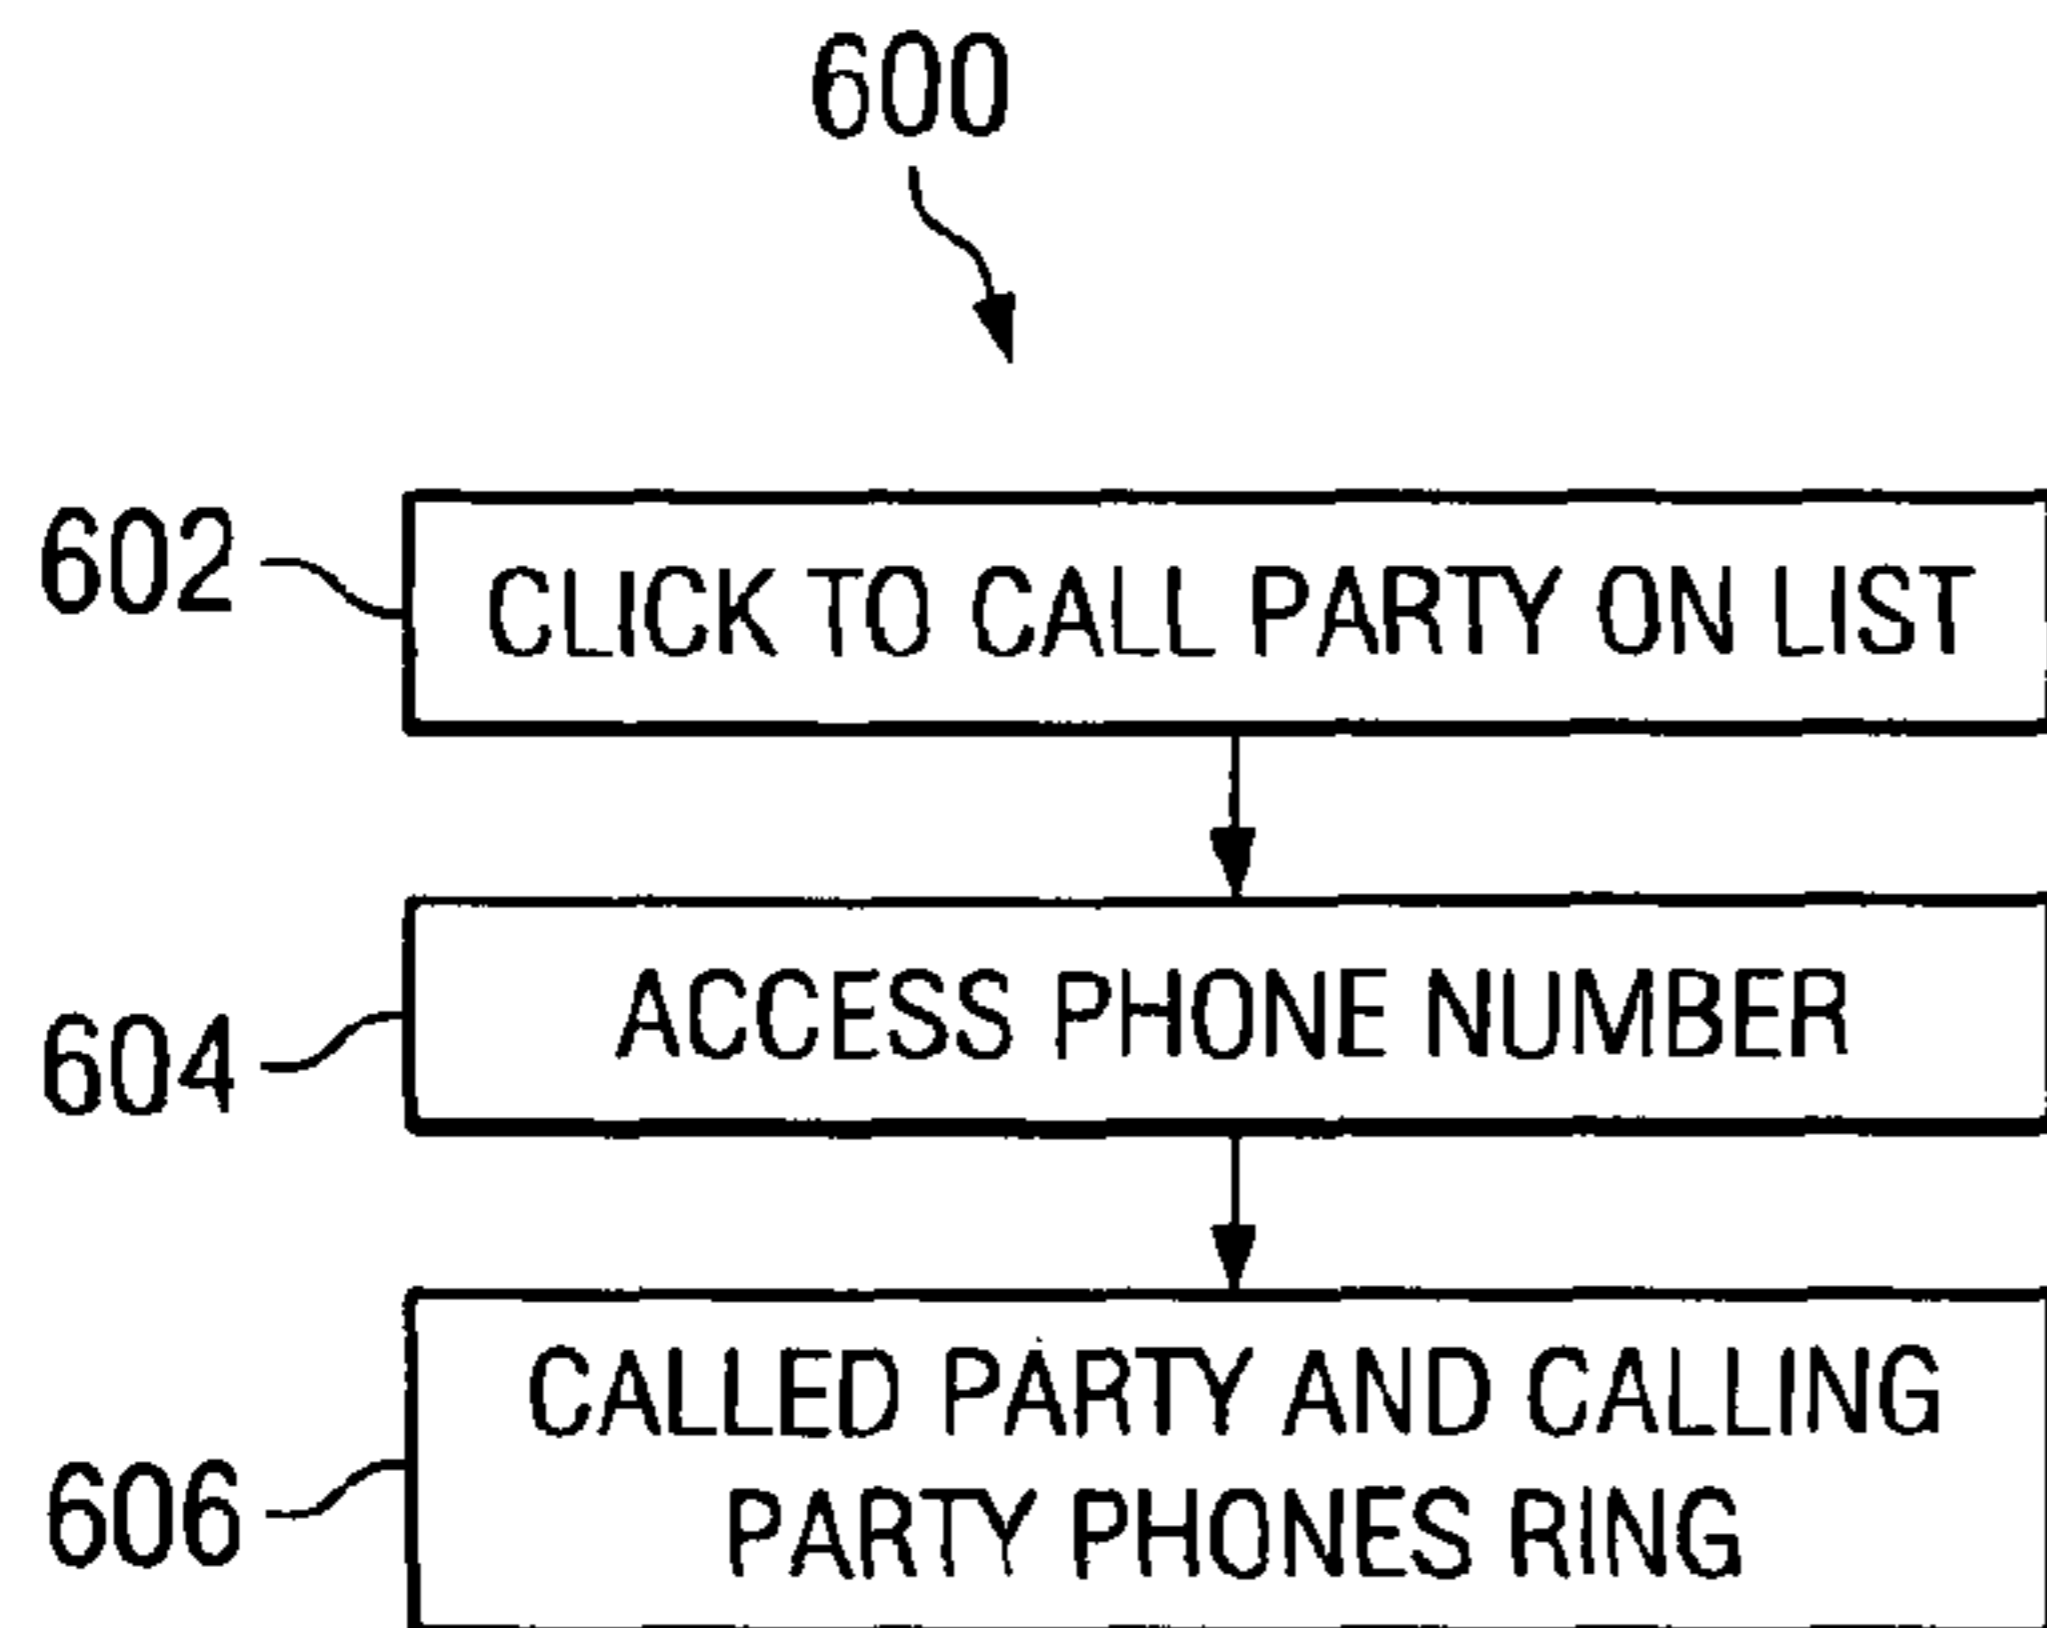 600
602
CLICK TO CALL PARTY ON LIST
604
ACCESS PHONE NUMBER
606
CALLED PARTY AND CALLING
PARTY PHONES RING